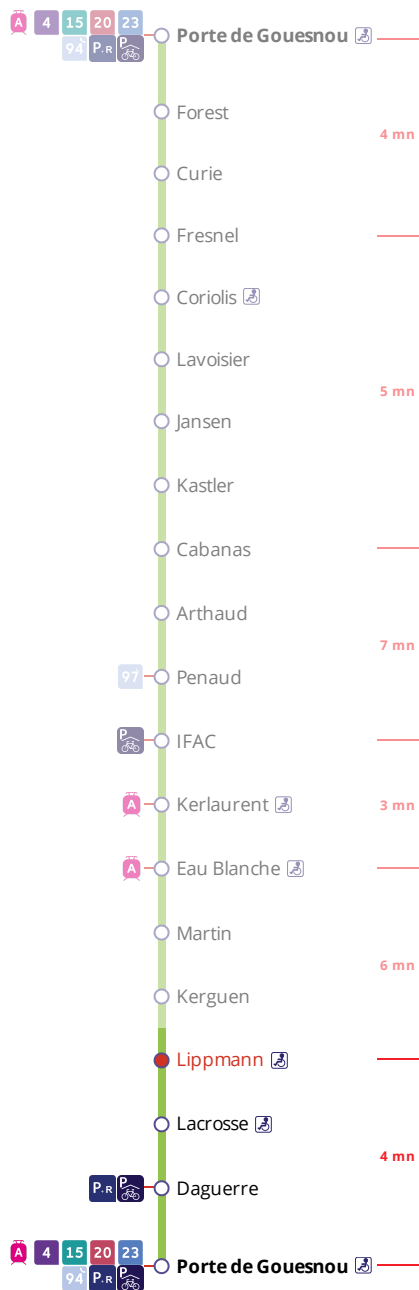 A 4 15 20 23
94 P+R P
Porte de Gouesnou
Forest
4 mn
Curie
Fresnel
Coriolis
Lavoisier
5 mn
Jansen
Kastler
Cabanas
Arthaud
7 mn
97 Penaud
P IFAC
A Kerlaurent
3 mn
A Eau Blanche
Martin
6 mn
Kerguen
Lippmann
Lacrosse
4 mn
P+R P Daguerre
A 4 15 20 23
94 P+R P
Porte de Gouesnou